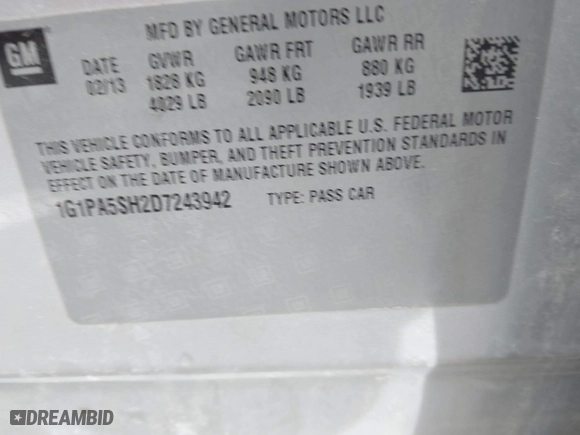 GM
MFD BY GENERAL MOTORS LLC
DATE GVWR GAWR FRT GAWR RR
02/13 1828 KG 948 KG 880 KG
4029 LB 2090 LB 1939 LB
THIS VEHICLE CONFORMS TO ALL APPLICABLE U.S. FEDERAL MOTOR
VEHICLE SAFETY, BUMPER, AND THEFT PREVENTION STANDARDS IN
EFFECT ON THE DATE OF MANUFACTURE SHOWN ABOVE.
1G1PA5SH2D7243942 TYPE: PASS CAR
DREAMBID